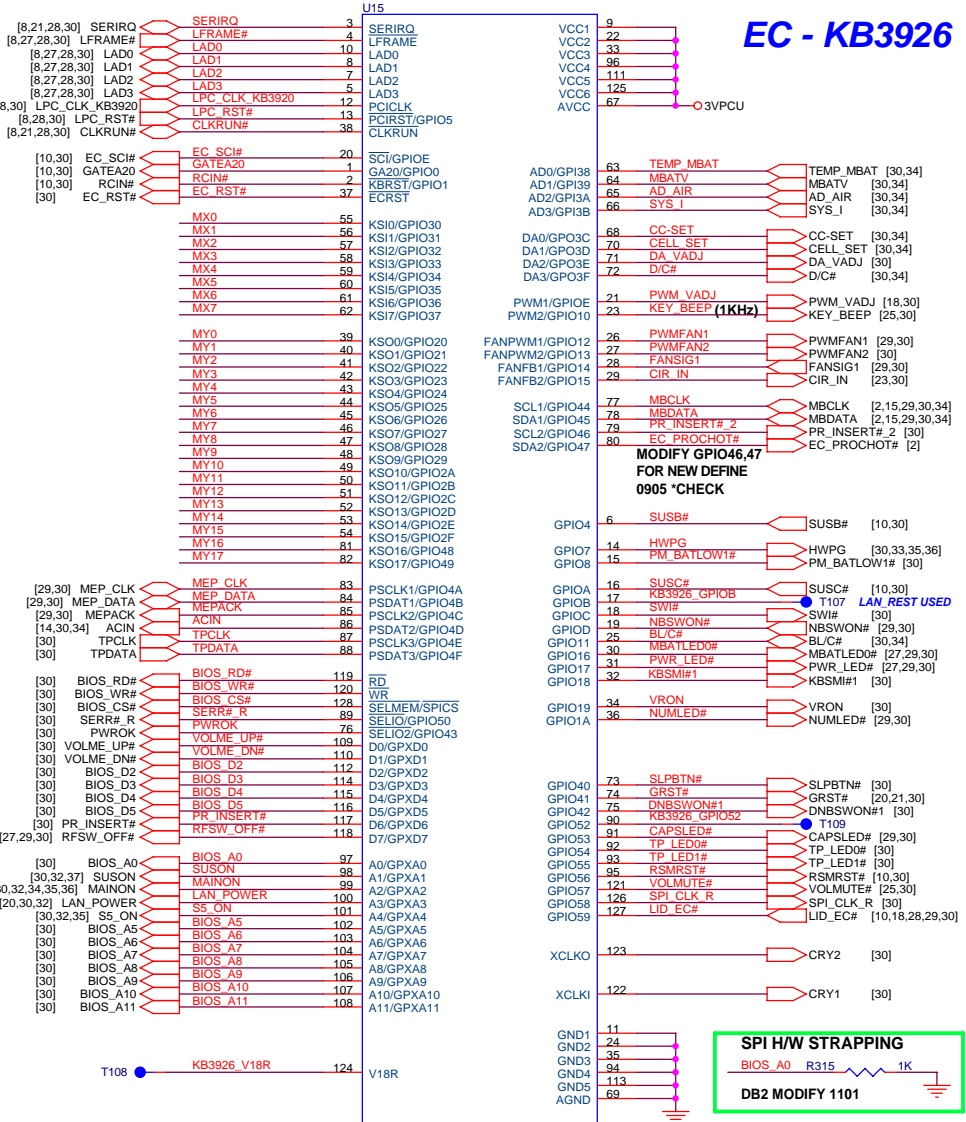 U15
EC - KB3926
[8,21,28,30] SERIRQ SERIRQ 3 SERIRQ
[8,27,28,30] LFRAME# LFRAME# 4 LFRAME
[8,27,28,30] LAD0 LAD0 10 LAD0
[8,27,28,30] LAD1 LAD1 8 LAD1
[8,27,28,30] LAD2 LAD2 7 LAD2
[8,27,28,30] LAD3 LAD3 5 LAD3
8,30] LPC_CLK_KB3920 LPC_CLK_KB3920 12 PCICLK
[8,28,30] LPC_RST# LPC_RST# 13 PCIRST/GPIO5
[8,21,28,30] CLKRUN# CLKRUN# 38 CLKRUN
[10,30] EC_SCI# EC_SCI# 20 SCI/GPIOE
[10,30] GATEA20 GATEA20 1 GA20/GPIO0
[10,30] RCIN# RCIN# 2 KBRST/GPIO1
[30] EC_RST# EC_RST# 37 ECRST
MX0 55 KSI0/GPIO30
MX1 56 KSI1/GPIO31
MX2 57 KSI2/GPIO32
MX3 58 KSI3/GPIO33
MX4 59 KSI4/GPIO34
MX5 60 KSI5/GPIO35
MX6 61 KSI6/GPIO36
MX7 62 KSI7/GPIO37
MY0 39 KSO0/GPIO20
MY1 40 KSO1/GPIO21
MY2 41 KSO2/GPIO22
MY3 42 KSO3/GPIO23
MY4 43 KSO4/GPIO24
MY5 44 KSO5/GPIO25
MY6 45 KSO6/GPIO26
MY7 46 KSO7/GPIO27
MY8 47 KSO8/GPIO28
MY9 48 KSO9/GPIO29
MY10 49 KSO10/GPIO2A
MY11 50 KSO11/GPIO2B
MY12 51 KSO12/GPIO2C
MY13 52 KSO13/GPIO2D
MY14 53 KSO14/GPIO2E
MY15 54 KSO15/GPIO2F
MY16 81 KSO16/GPIO48
MY17 82 KSO17/GPIO49
[29,30] MEP_CLK MEP_CLK 83 PSCLK1/GPIO4A
[29,30] MEP_DATA MEP_DATA 84 PSDAT1/GPIO4B
[29,30] MEPACK MEPACK 85 PSCLK2/GPIO4C
[14,30,34] ACIN ACIN 86 PSDAT2/GPIO4D
[30] TPCLK TPCLK 87 PSCLK3/GPIO4E
[30] TPDATA TPDATA 88 PSDAT3/GPIO4F
[30] BIOS_RD# BIOS_RD# 119 RD
[30] BIOS_WR# BIOS_WR# 120 WR
[30] BIOS_CS# BIOS_CS# 128 SELMEM/SPICS
[30] SERR#_R SERR#_R 89 SELIO/GPIO50
[30] PWROK PWROK 76 SELIO2/GPIO43
[30] VOLME_UP# VOLME_UP# 109 D0/GPXD0
[30] VOLME_DN# VOLME_DN# 110 D1/GPXD1
[30] BIOS_D2 BIOS_D2 112 D2/GPXD2
[30] BIOS_D3 BIOS_D3 114 D3/GPXD3
[30] BIOS_D4 BIOS_D4 115 D4/GPXD4
[30] BIOS_D5 BIOS_D5 116 D5/GPXD5
[30] PR_INSERT# PR_INSERT# 117 D6/GPXD6
[27,29,30] RFSW_OFF# RFSW_OFF# 118 D7/GPXD7
[30] BIOS_A0 BIOS_A0 97 A0/GPXA0
[30,32,37] SUSON SUSON 98 A1/GPXA1
30,32,34,35,36] MAINON MAINON 99 A2/GPXA2
[20,30,32] LAN_POWER LAN_POWER 100 A3/GPXA3
[30,32,35] S5_ON S5_ON 101 A4/GPXA4
[30] BIOS_A5 BIOS_A5 102 A5/GPXA5
[30] BIOS_A6 BIOS_A6 103 A6/GPXA6
[30] BIOS_A7 BIOS_A7 104 A7/GPXA7
[30] BIOS_A8 BIOS_A8 105 A8/GPXA8
[30] BIOS_A9 BIOS_A9 106 A9/GPXA9
[30] BIOS_A10 BIOS_A10 107 A10/GPXA10
[30] BIOS_A11 BIOS_A11 108 A11/GPXA11
T108 KB3926_V18R 124 V18R
VCC1 9
VCC2 22
VCC3 33
VCC4 96
VCC5 111
VCC6 125
AVCC 67 3VPCU
AD0/GPI38 63 TEMP_MBAT TEMP_MBAT [30,34]
AD1/GPI39 64 MBATV MBATV [30,34]
AD2/GPI3A 65 AD_AIR AD_AIR [30,34]
AD3/GPI3B 66 SYS_I SYS_I [30,34]
DA0/GPO3C 68 CC-SET CC-SET [30,34]
DA1/GPO3D 70 CELL_SET CELL_SET [30,34]
DA2/GPO3E 71 DA_VADJ DA_VADJ [30]
DA3/GPO3F 72 D/C# D/C# [30,34]
PWM1/GPIOE 21 PWM_VADJ PWM_VADJ [18,30]
PWM2/GPIO10 23 KEY_BEEP (1KHz) KEY_BEEP [25,30]
FANPWM1/GPIO12 26 PWMFAN1 PWMFAN1 [29,30]
FANPWM2/GPIO13 27 PWMFAN2 PWMFAN2 [30]
FANFB1/GPIO14 28 FANSIG1 FANSIG1 [29,30]
FANFB2/GPIO15 29 CIR_IN CIR_IN [23,30]
SCL1/GPIO44 77 MBCLK MBCLK [2,15,29,30,34]
SDA1/GPIO45 78 MBDATA MBDATA [2,15,29,30,34]
SCL2/GPIO46 79 PR_INSERT#_2 PR_INSERT#_2 [30]
SDA2/GPIO47 80 EC_PROCHOT# EC_PROCHOT# [2]
MODIFY GPIO46,47
FOR NEW DEFINE
0905 *CHECK
GPIO4 6 SUSB# SUSB# [10,30]
GPIO7 14 HWPG HWPG [30,33,35,36]
GPIO8 15 PM_BATLOW1# PM_BATLOW1# [30]
GPIOA 16 SUSC# SUSC# [10,30]
GPIOB 17 KB3926_GPIOB T107 LAN_REST USED
GPIOC 18 SWI# SWI# [30]
GPIOD 19 NBSWON# NBSWON# [29,30]
GPIO11 25 BL/C# BL/C# [30,34]
GPIO16 30 MBATLED0# MBATLED0# [27,29,30]
GPIO17 31 PWR_LED# PWR_LED# [27,29,30]
GPIO18 32 KBSMI#1 KBSMI#1 [30]
GPIO19 34 VRON VRON [30]
GPIO1A 36 NUMLED# NUMLED# [29,30]
GPIO40 73 SLPBTN# SLPBTN# [30]
GPIO41 74 GRST# GRST# [20,21,30]
GPIO42 75 DNBSWON#1 DNBSWON#1 [30]
GPIO52 90 KB3926_GPIO52 T109
GPIO53 91 CAPSLED# CAPSLED# [29,30]
GPIO54 92 TP_LED0# TP_LED0# [30]
GPIO55 93 TP_LED1# TP_LED1# [30]
GPIO56 95 RSMRST# RSMRST# [10,30]
GPIO57 121 VOLMUTE# VOLMUTE# [25,30]
GPIO58 126 SPI_CLK_R SPI_CLK_R [30]
GPIO59 127 LID_EC# LID_EC# [10,18,28,29,30]
XCLKO 123 CRY2 [30]
XCLKI 122 CRY1 [30]
GND1 11
GND2 24
GND3 35
GND4 94
GND5 113
AGND 69
SPI H/W STRAPPING
BIOS_A0 R315 1K
DB2 MODIFY 1101